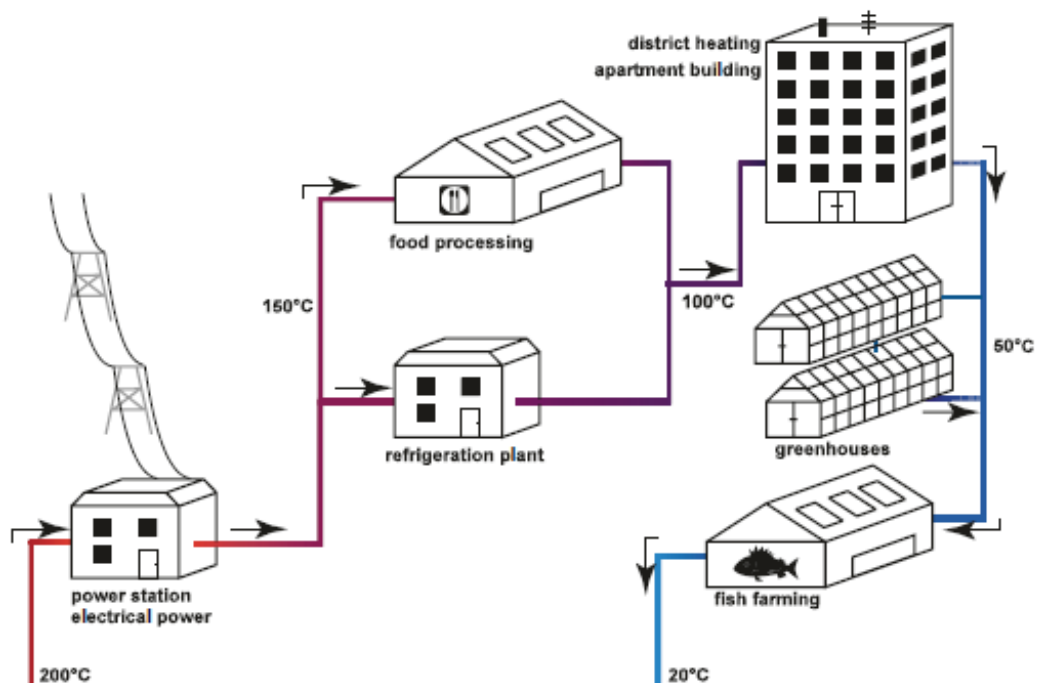 district heating
apartment building
food processing
150°C
100°C
50°C
refrigeration plant
greenhouses
power station
electrical power
fish farming
200°C
20°C